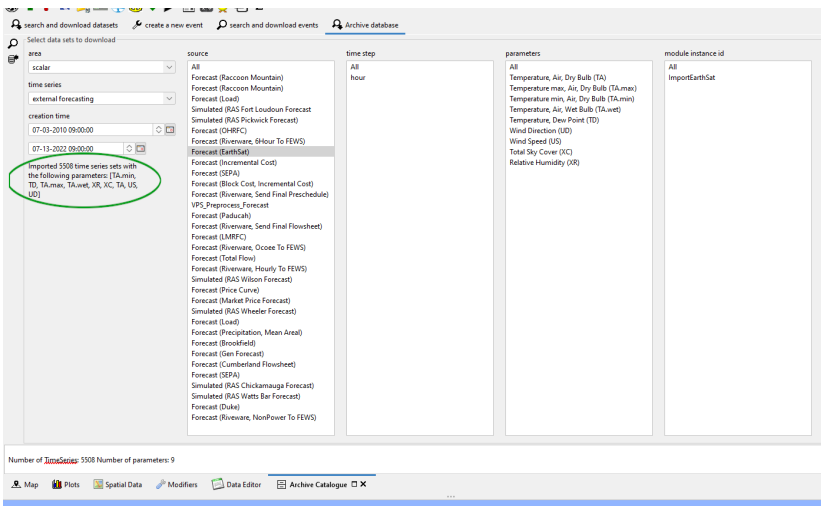 search and download datasets
create a new event
search and download events
Archive database
Select data sets to download
area
scalar
time series
external forecasting
creation time
07-03-2010 09:00:00
07-13-2022 09:00:00
Imported 5508 time series sets with
the following parameters: [TA.min,
TD, TA.max, TA.wet, XR, XC, TA, US,
UD]
source
All
Forecast (Raccoon Mountain)
Forecast (Raccoon Mountain)
Forecast (Load)
Simulated (RAS Fort Loudoun Forecast
Simulated (RAS Pickwick Forecast)
Forecast (OHRFC)
Forecast (Riverware, 6Hour To FEWS)
Forecast (EarthSat)
Forecast (Incremental Cost)
Forecast (SEPA)
Forecast (Block Cost, Incremental Cost)
Forecast (Riverware, Send Final Preschedule)
VPS_Preprocess_Forecast
Forecast (Paducah)
Forecast (Riverware, Send Final Flowsheet)
Forecast (LMRFC)
Forecast (Riverware, Ocoee To FEWS)
Forecast (Total Flow)
Forecast (Riverware, Hourly To FEWS)
Simulated (RAS Wilson Forecast)
Forecast (Price Curve)
Forecast (Market Price Forecast)
Simulated (RAS Wheeler Forecast)
Forecast (Load)
Forecast (Precipitation, Mean Areal)
Forecast (Brookfield)
Forecast (Gen Forecast)
Forecast (Cumberland Flowsheet)
Forecast (SEPA)
Simulated (RAS Chickamauga Forecast)
Simulated (RAS Watts Bar Forecast)
Forecast (Duke)
Forecast (Riveware, NonPower To FEWS)
time step
All
hour
parameters
All
Temperature, Air, Dry Bulb (TA)
Temperature max, Air, Dry Bulb (TA.max)
Temperature min, Air, Dry Bulb (TA.min)
Temperature, Air, Wet Bulb (TA.wet)
Temperature, Dew Point (TD)
Wind Direction (UD)
Wind Speed (US)
Total Sky Cover (XC)
Relative Humidity (XR)
module instance id
All
ImportEarthSat
Number of TimeSeries: 5508 Number of parameters: 9
Map
Plots
Spatial Data
Modifiers
Data Editor
Archive Catalogue